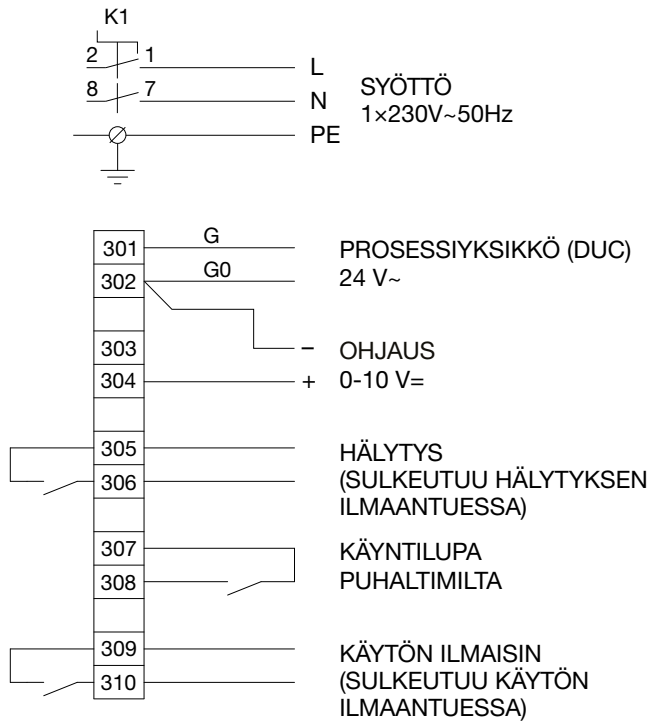 K1
2 1
L
8 7
N
PE
SYÖTTÖ
1×230V~50Hz
301
G
302
G0
PROSESSIYKSIKKÖ (DUC)
24 V~
303
–
OHJAUS
304
+
0-10 V=
305
306
HÄLYTYS
(SULKEUTUU HÄLYTYKSEN
ILMAANTUESSA)
307
308
KÄYNTILUPA
PUHALTIMILTA
309
310
KÄYTÖN ILMAISIN
(SULKEUTUU KÄYTÖN
ILMAANTUESSA)